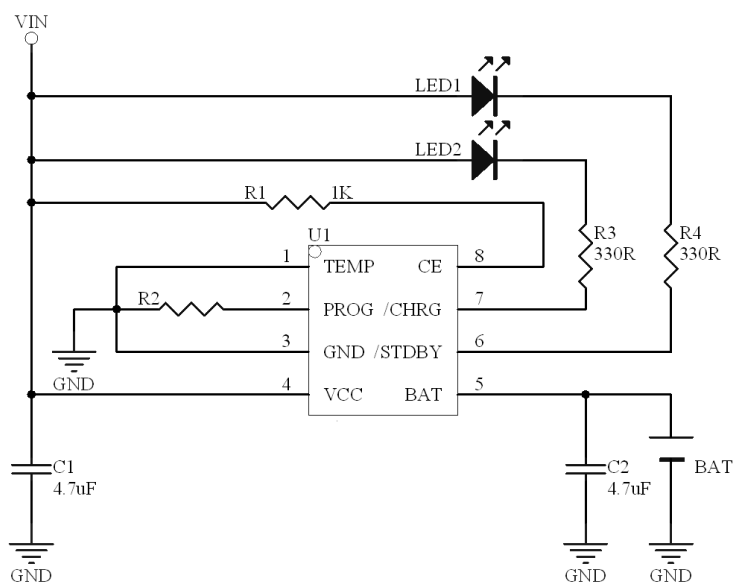 VIN
LED1
LED2
R1 1K
U1
R3
330R
R4
330R
1 TEMP CE 8
R2 2 PROG /CHRG 7
3 GND /STDBY 6
GND
4 VCC BAT 5
C1
4.7uF
C2
4.7uF
BAT
GND
GND
GND